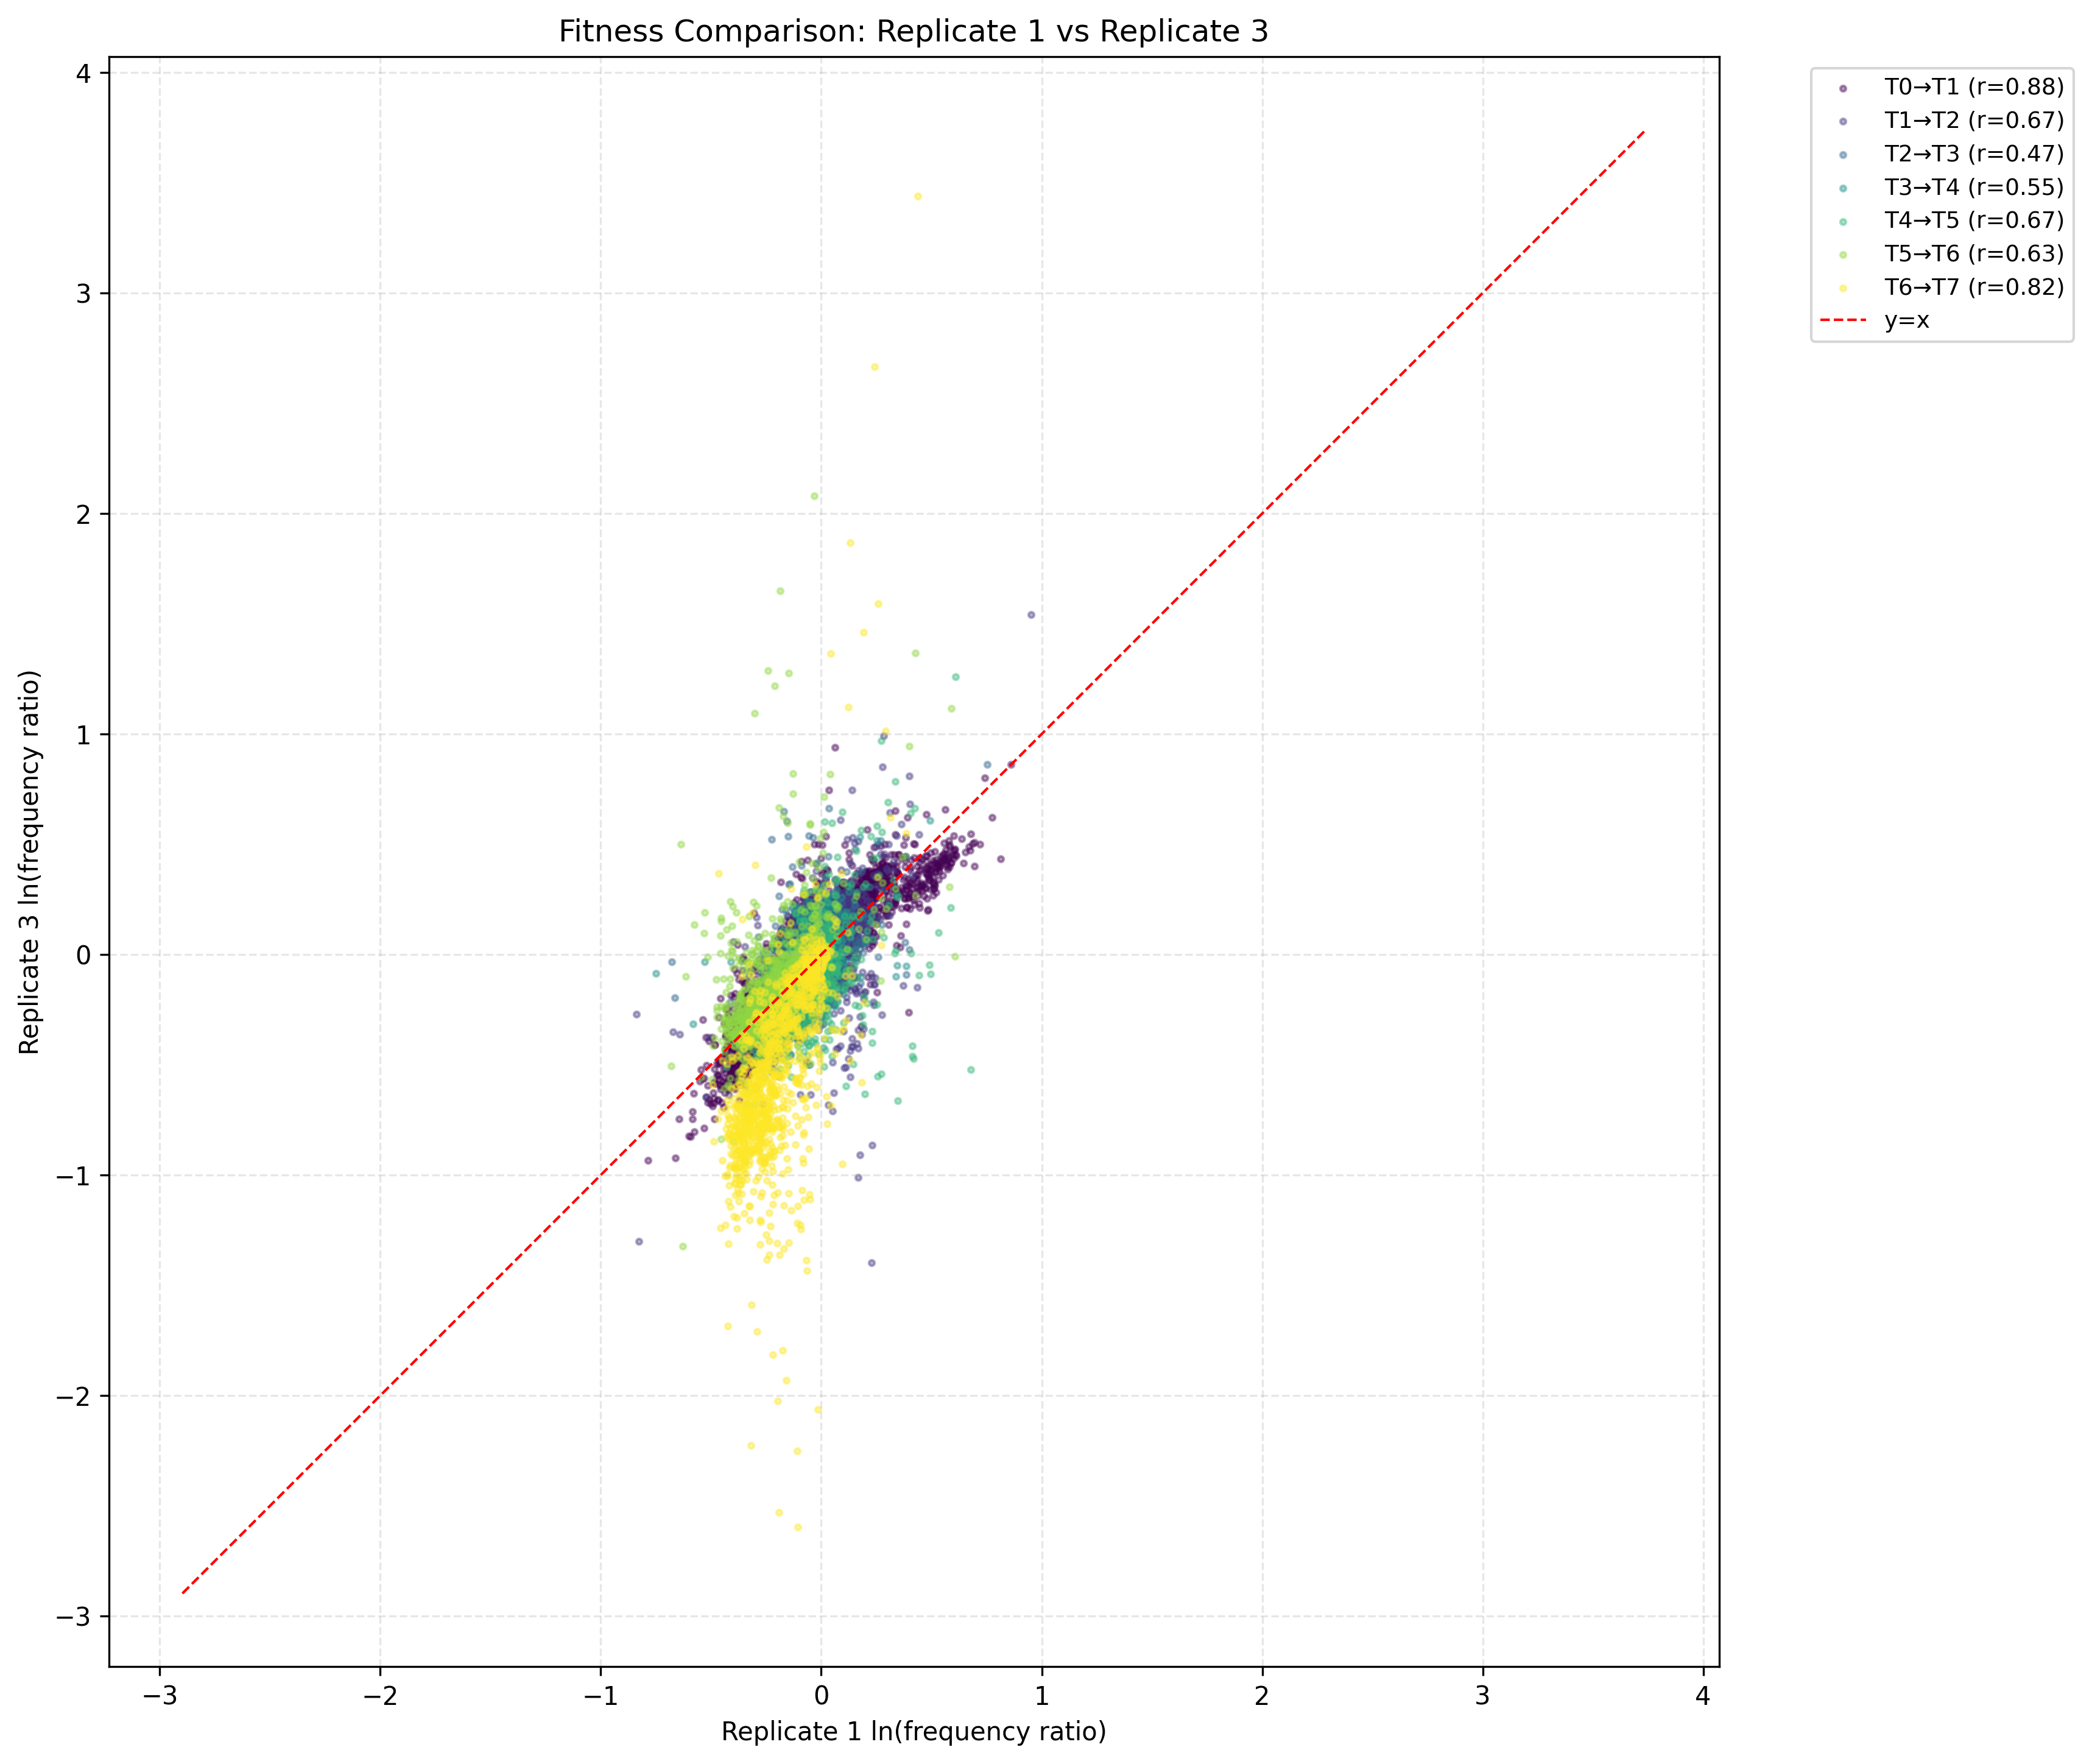 Fitness Comparison: Replicate 1 vs Replicate 3
T0→T1 (r=0.88)
T1→T2 (r=0.67)
T2→T3 (r=0.47)
T3→T4 (r=0.55)
T4→T5 (r=0.67)
T5→T6 (r=0.63)
T6→T7 (r=0.82)
y=x
Replicate 3 ln(frequency ratio)
4
3
2
1
0
−1
−2
−3
−3 −2 −1 0 1 2 3 4
Replicate 1 ln(frequency ratio)